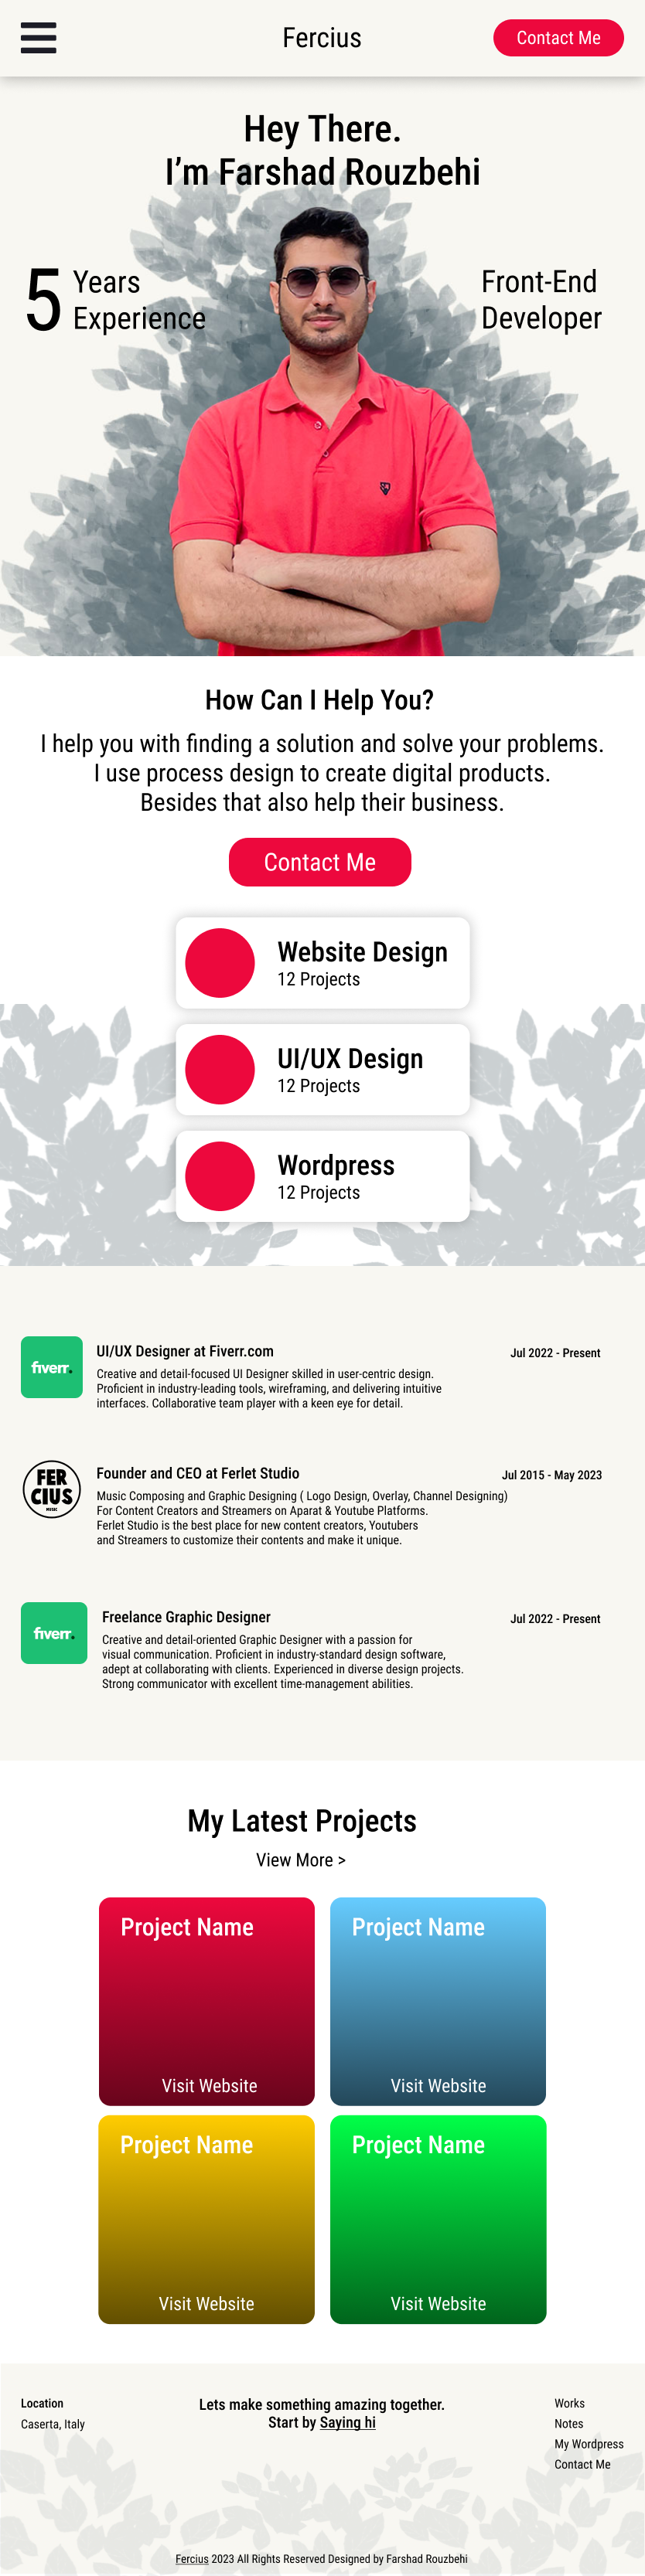 Fercius
Contact Me
Hey There.
I’m Farshad Rouzbehi
5 Years
Experience
Front-End
Developer
How Can I Help You?
I help you with finding a solution and solve your problems.
I use process design to create digital products.
Besides that also help their business.
Contact Me
Website Design
12 Projects
UI/UX Design
12 Projects
Wordpress
12 Projects
fiverr.
UI/UX Designer at Fiverr.com
Jul 2022 - Present
Creative and detail-focused UI Designer skilled in user-centric design.
Proficient in industry-leading tools, wireframing, and delivering intuitive
interfaces. Collaborative team player with a keen eye for detail.
FER
CIUS
MUSIC
Founder and CEO at Ferlet Studio
Jul 2015 - May 2023
Music Composing and Graphic Designing ( Logo Design, Overlay, Channel Designing)
For Content Creators and Streamers on Aparat & Youtube Platforms.
Ferlet Studio is the best place for new content creators, Youtubers
and Streamers to customize their contents and make it unique.
fiverr.
Freelance Graphic Designer
Jul 2022 - Present
Creative and detail-oriented Graphic Designer with a passion for
visual communication. Proficient in industry-standard design software,
adept at collaborating with clients. Experienced in diverse design projects.
Strong communicator with excellent time-management abilities.
My Latest Projects
View More >
Project Name
Visit Website
Project Name
Visit Website
Project Name
Visit Website
Project Name
Visit Website
Location
Caserta, Italy
Lets make something amazing together.
Start by Saying hi
Works
Notes
My Wordpress
Contact Me
Fercius 2023 All Rights Reserved Designed by Farshad Rouzbehi